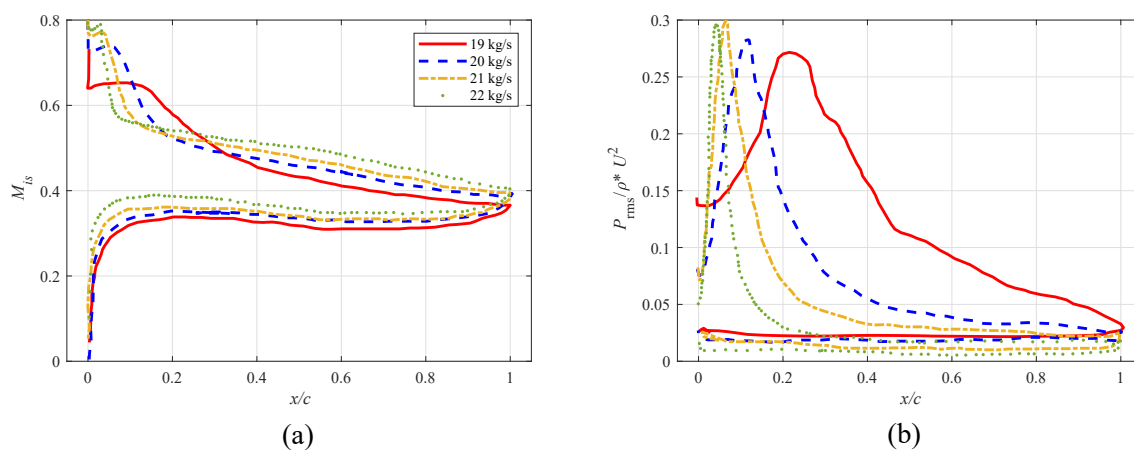 0.8
0.6
0.4
0.2
0
M_is
0 0.2 0.4 0.6 0.8 1
x/c
19 kg/s
20 kg/s
21 kg/s
22 kg/s
(a)
0.3
0.25
0.2
0.15
0.1
0.05
0
P_rms/ρ* U^2
0 0.2 0.4 0.6 0.8 1
x/c
(b)